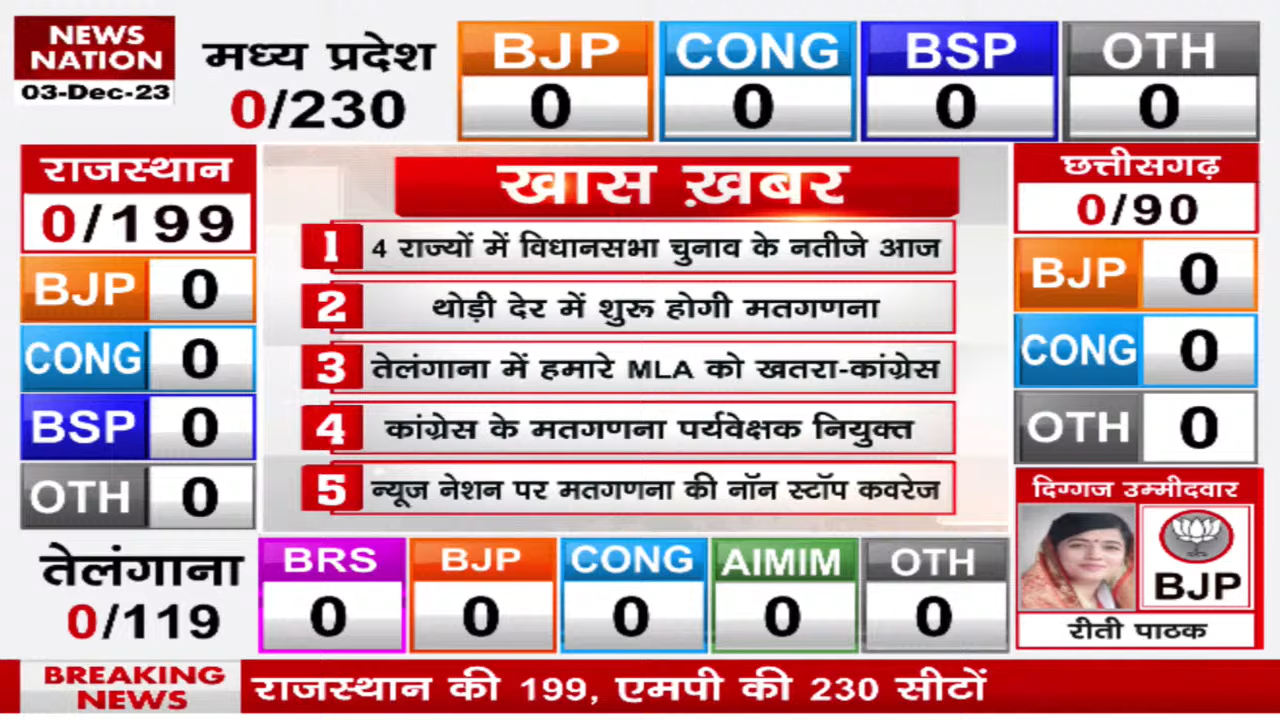 NEWS
NATION
03-Dec-23
मध्य प्रदेश
0/230
BJP
0
CONG
0
BSP
0
OTH
0
राजस्थान
0/199
BJP 0
CONG 0
BSP 0
OTH 0
खास ख़बर
1 4 राज्यों में विधानसभा चुनाव के नतीजे आज
2 थोड़ी देर में शुरू होगी मतगणना
3 तेलंगाना में हमारे MLA को खतरा-कांग्रेस
4 कांग्रेस के मतगणना पर्यवेक्षक नियुक्त
5 न्यूज नेशन पर मतगणना की नॉन स्टॉप कवरेज
छत्तीसगढ़
0/90
BJP 0
CONG 0
OTH 0
दिग्गज उम्मीदवार
BJP
रीती पाठक
तेलंगाना
0/119
BRS
0
BJP
0
CONG
0
AIMIM
0
OTH
0
BREAKING
NEWS
राजस्थान की 199, एमपी की 230 सीटों